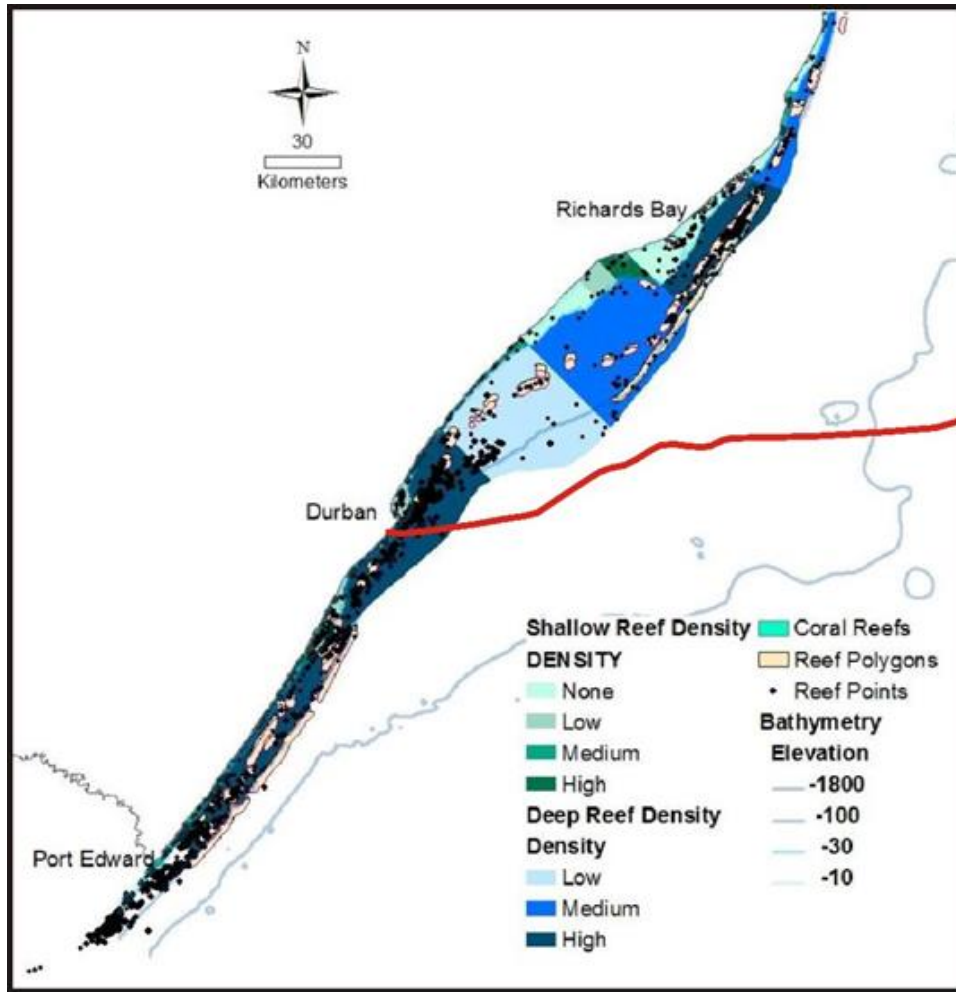 N
30
Kilometers
Richards Bay
Durban
Port Edward
Shallow Reef Density
DENSITY
None
Low
Medium
High
Deep Reef Density
Density
Low
Medium
High
Coral Reefs
Reef Polygons
Reef Points
Bathymetry
Elevation
-1800
-100
-30
-10